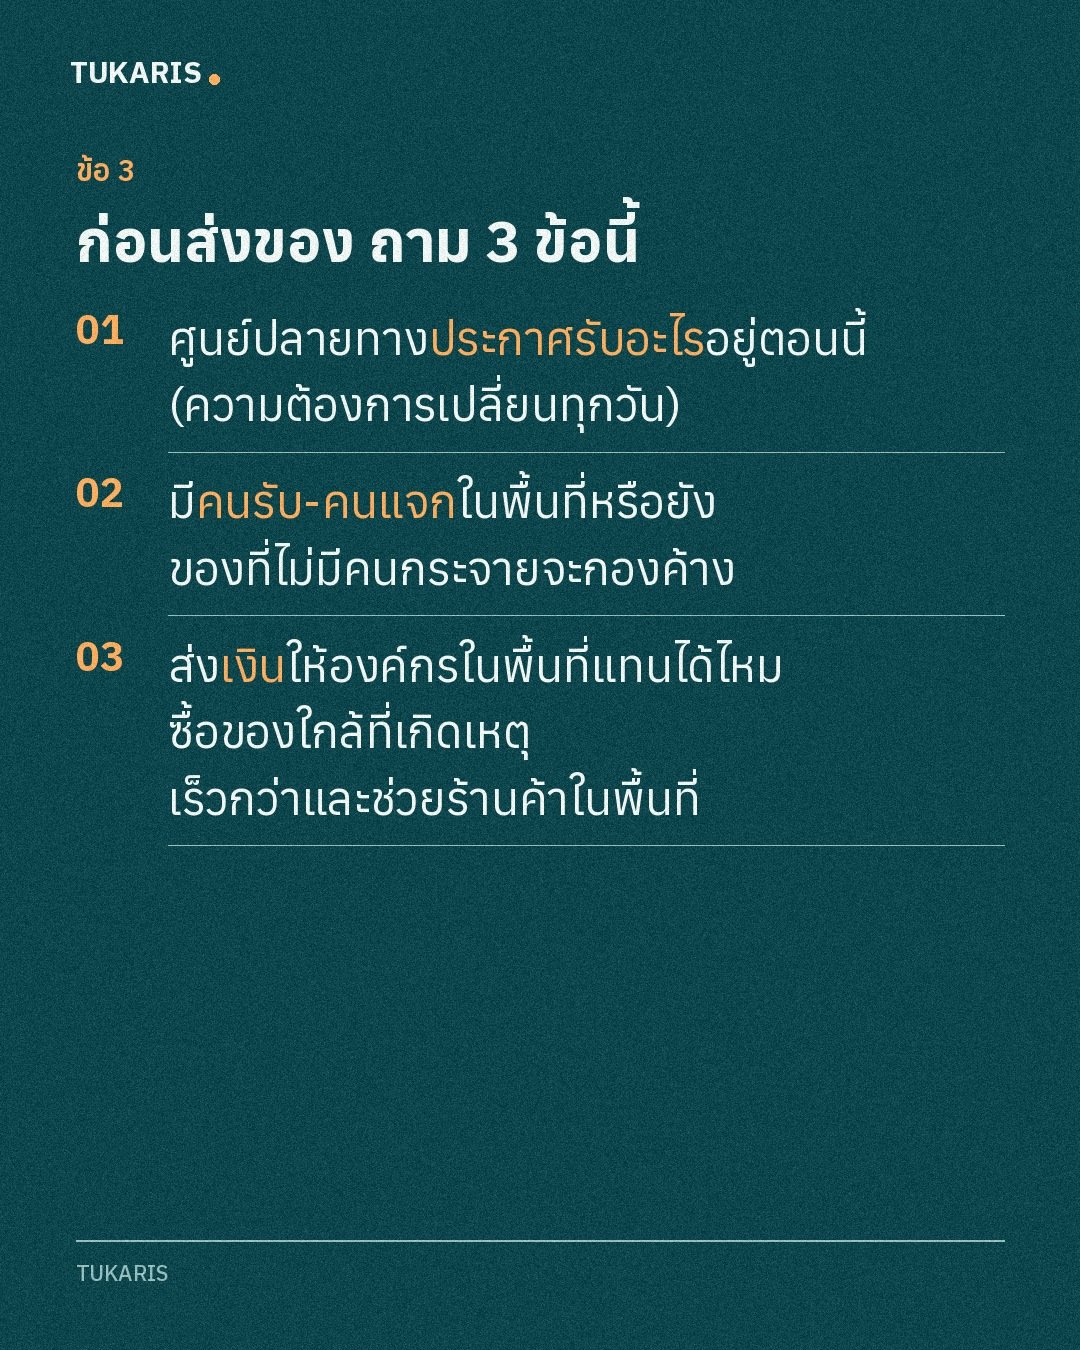 TUKARIS
ข้อ 3
ก่อนส่งของ ถาม 3 ข้อนี้
01 ศูนย์ปลายทางประกาศรับอะไรอยู่ตอนนี้
(ความต้องการเปลี่ยนทุกวัน)
02 มีคนรับ-คนแจกในพื้นที่หรือยัง
ของที่ไม่มีคนกระจายจะกองค้าง
03 ส่งเงินให้องค์กรในพื้นที่แทนได้ไหม
ซื้อของใกล้ที่เกิดเหตุ
เร็วกว่าและช่วยร้านค้าในพื้นที่
TUKARIS